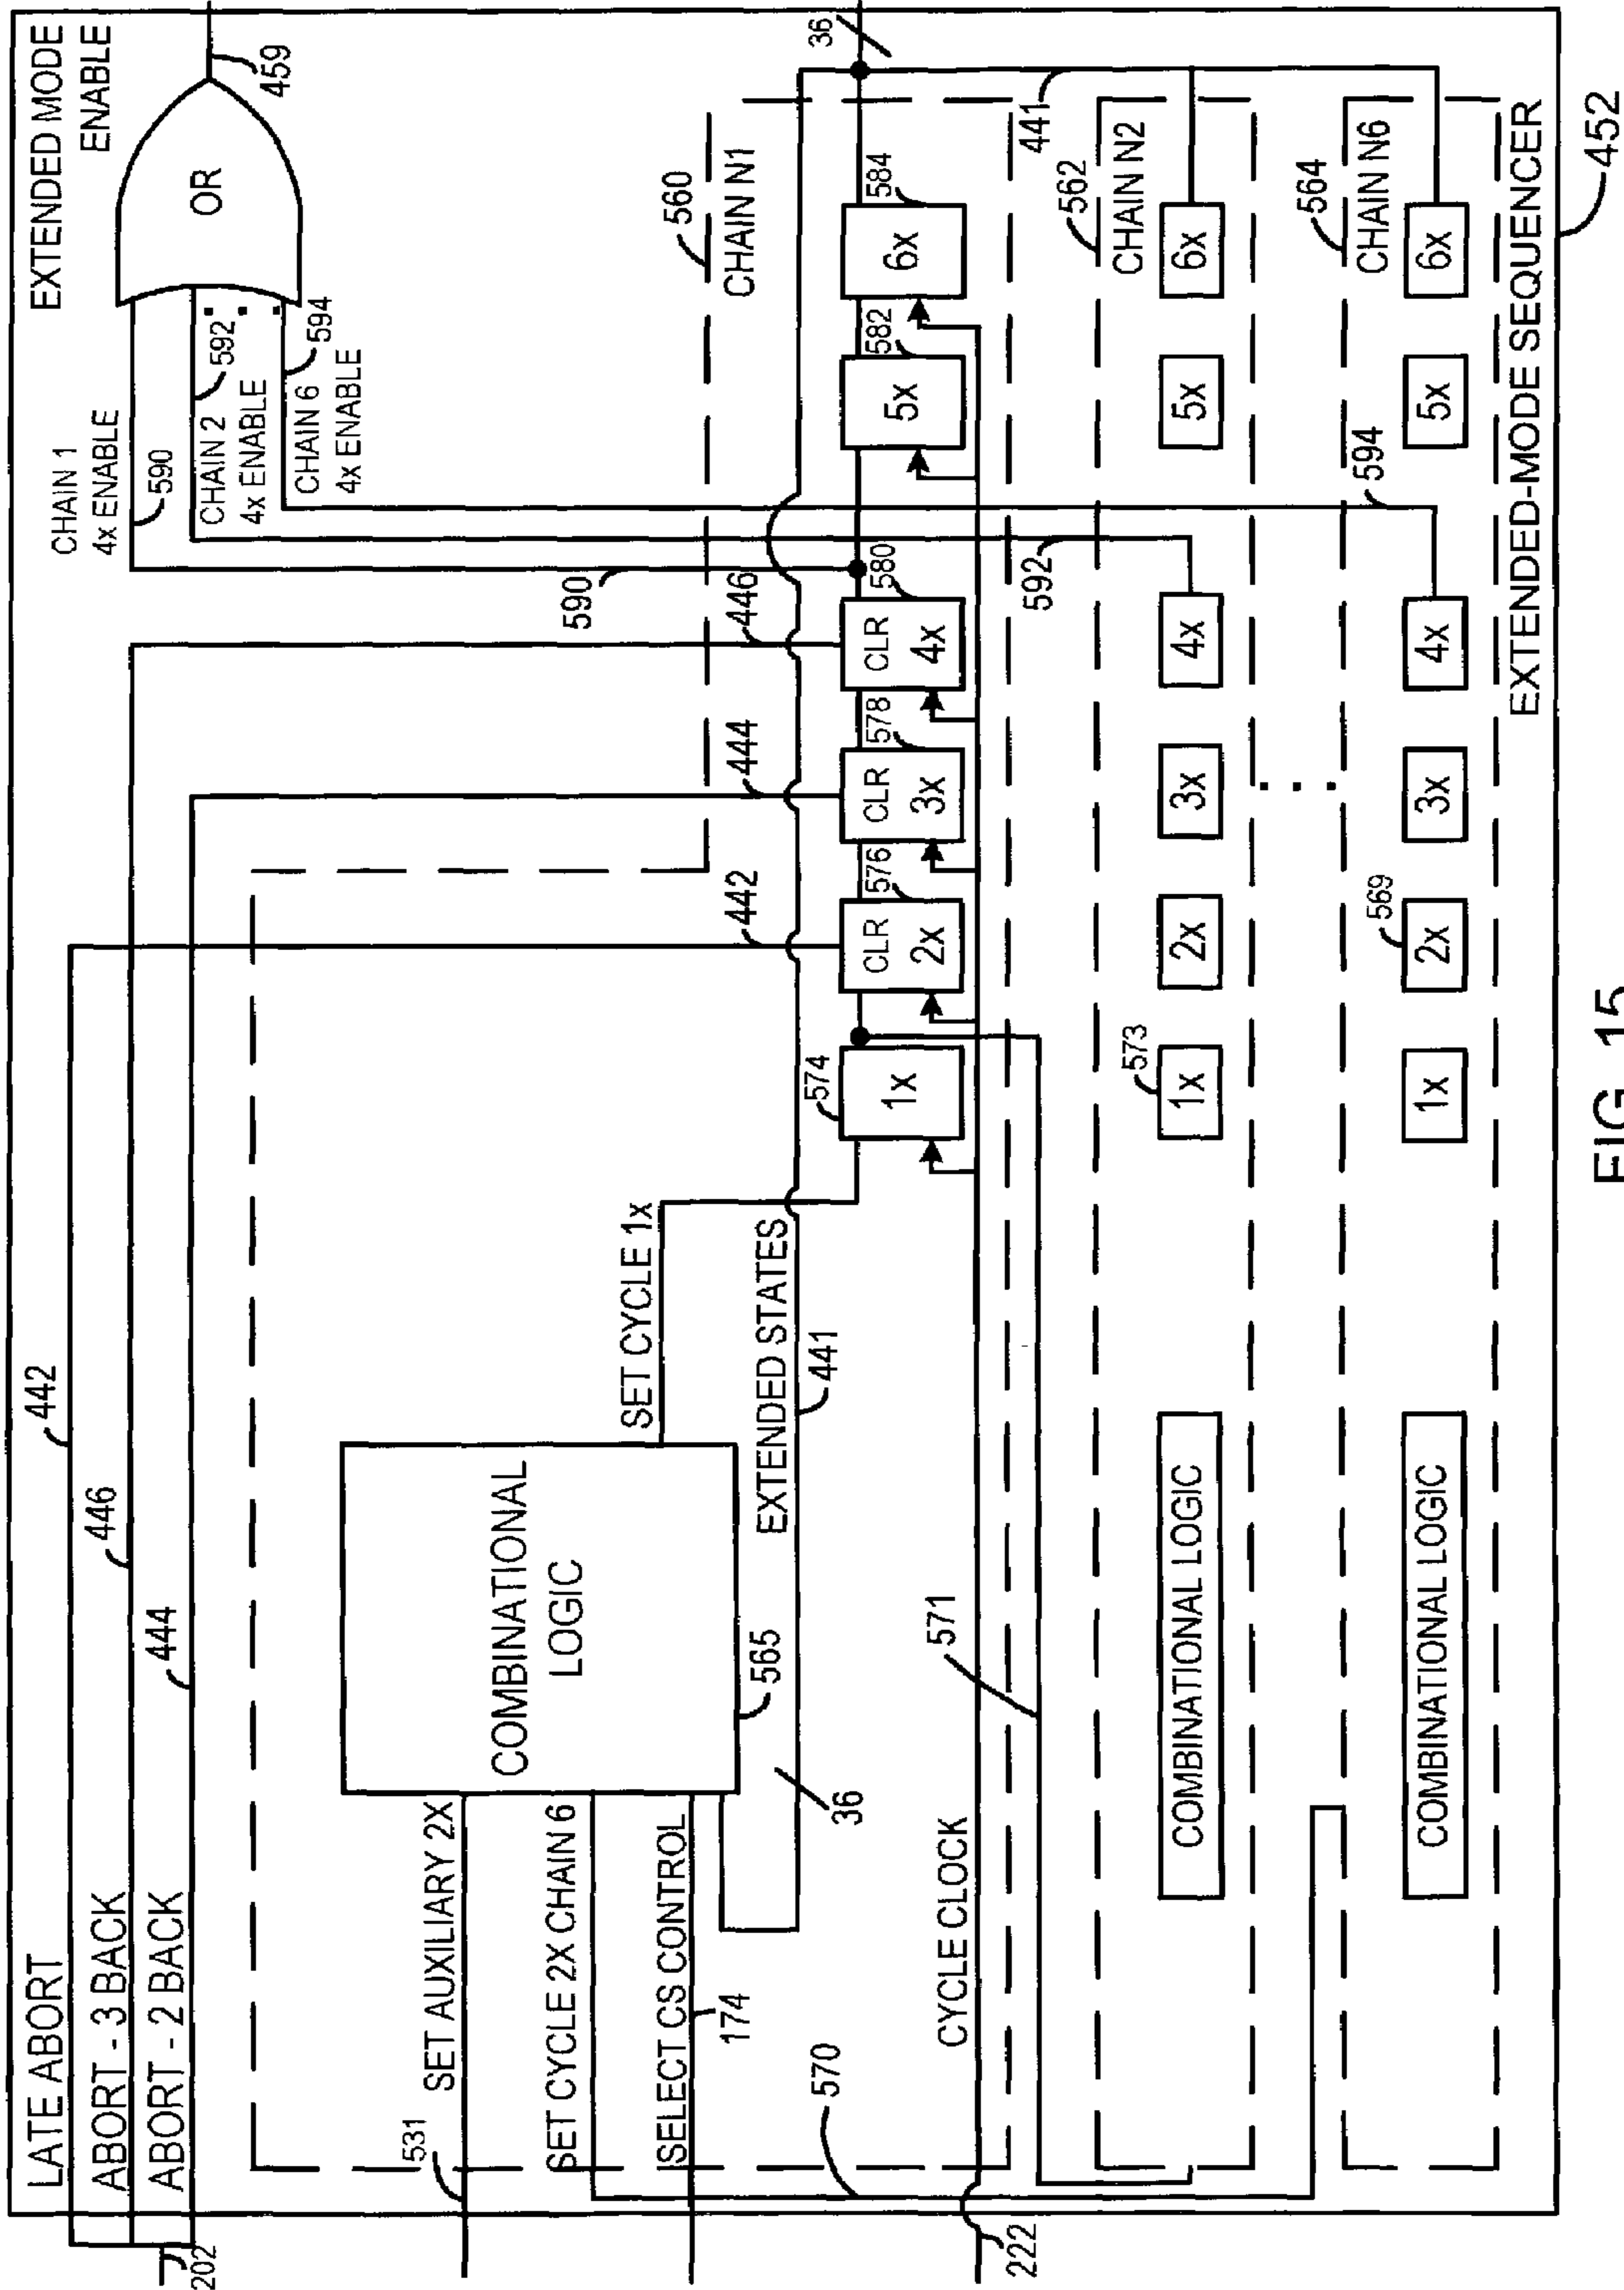 LATE ABORT
442
ABORT - 3 BACK
446
ABORT - 2 BACK
444
202
EXTENDED MODE
ENABLE
OR
459
CHAIN 1
4x ENABLE
590
CHAIN 2
4x ENABLE
592
CHAIN 6
4x ENABLE
594
SET AUXILIARY 2X
531
SET CYCLE 2X CHAIN 6
SELECT CS CONTROL
174
570
COMBINATIONAL
LOGIC
565
36
SET CYCLE 1x
EXTENDED STATES
441
442
444
446
590
560
CHAIN N1
36
574
1x
576
CLR
2x
578
CLR
3x
580
CLR
4x
582
5x
584
6x
CYCLE CLOCK
222
571
592
441
562
CHAIN N2
COMBINATIONAL LOGIC
573
1x
2x
3x
4x
5x
6x
594
564
CHAIN N6
COMBINATIONAL LOGIC
1x
569
2x
3x
4x
5x
6x
EXTENDED-MODE SEQUENCER
452
FIG. 15